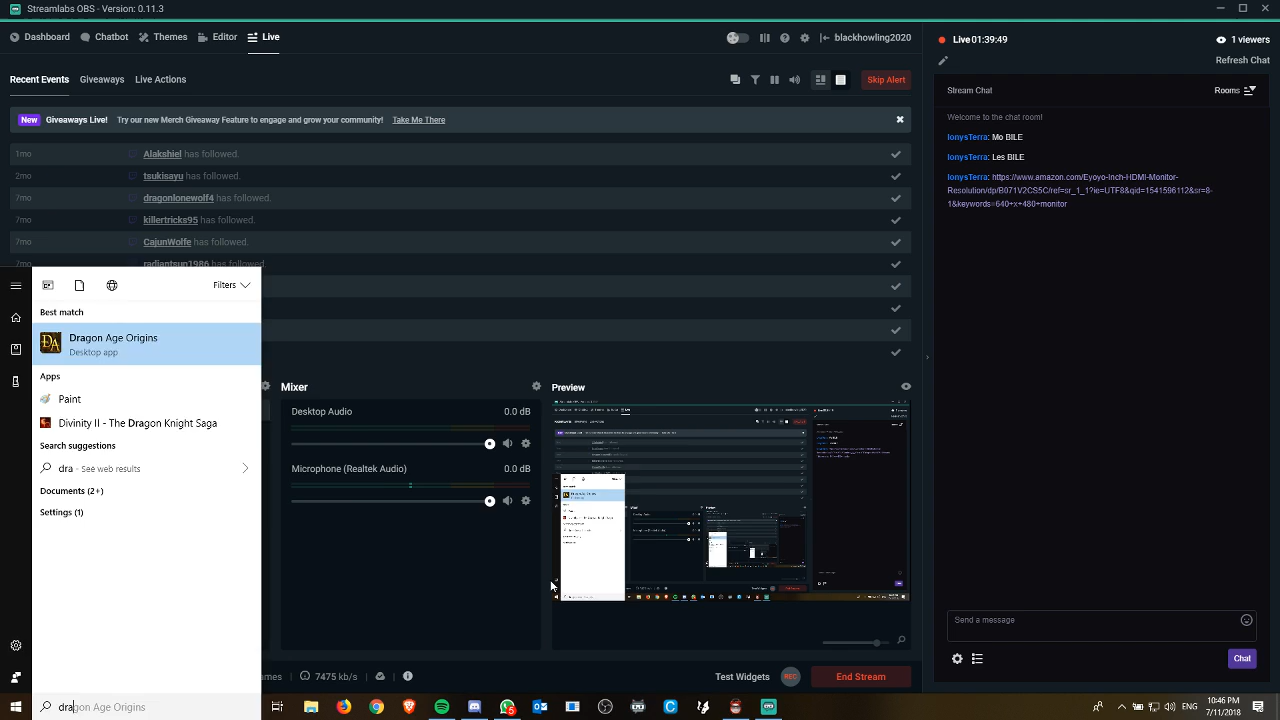 Streamlabs OBS - Version: 0.11.3
Dashboard
Chatbot
Themes
Editor
Live
blackhowling2020
Recent Events
Giveaways
Live Actions
Skip Alert
New
Giveaways Live!
Try our new Merch Giveaway Feature to engage and grow your community!
Take Me There
1mo
Alakshiel has followed.
2mo
tsukisayu has followed.
7mo
dragonlonewolf4 has followed.
7mo
killertricks95 has followed.
7mo
CajunWolfe has followed.
7mo
radiantsun1986 has followed.
Filters
Best match
Dragon Age Origins
Desktop app
Apps
Paint
Divinity II - The Dragon Knight Saga
Search suggestions
dra - See web results
Documents (2+)
Settings (1)
dragon Age Origins
Mixer
Desktop Audio
0.0 dB
Microphone (Realtek Audio)
0.0 dB
Preview
7475 kb/s
Test Widgets
REC
End Stream
Live 01:39:49
1 viewers
Refresh Chat
Stream Chat
Rooms
Welcome to the chat room!
IonysTerra: Mo BILE
IonysTerra: Les BILE
IonysTerra: https://www.amazon.com/Eyoyo-Inch-HDMI-Monitor-
Resolution/dp/B071V2CS5C/ref=sr_1_1?ie=UTF8&qid=1541596112&sr=8-
1&keywords=640+x+480+monitor
Send a message
Chat
10:46 PM
7/11/2018